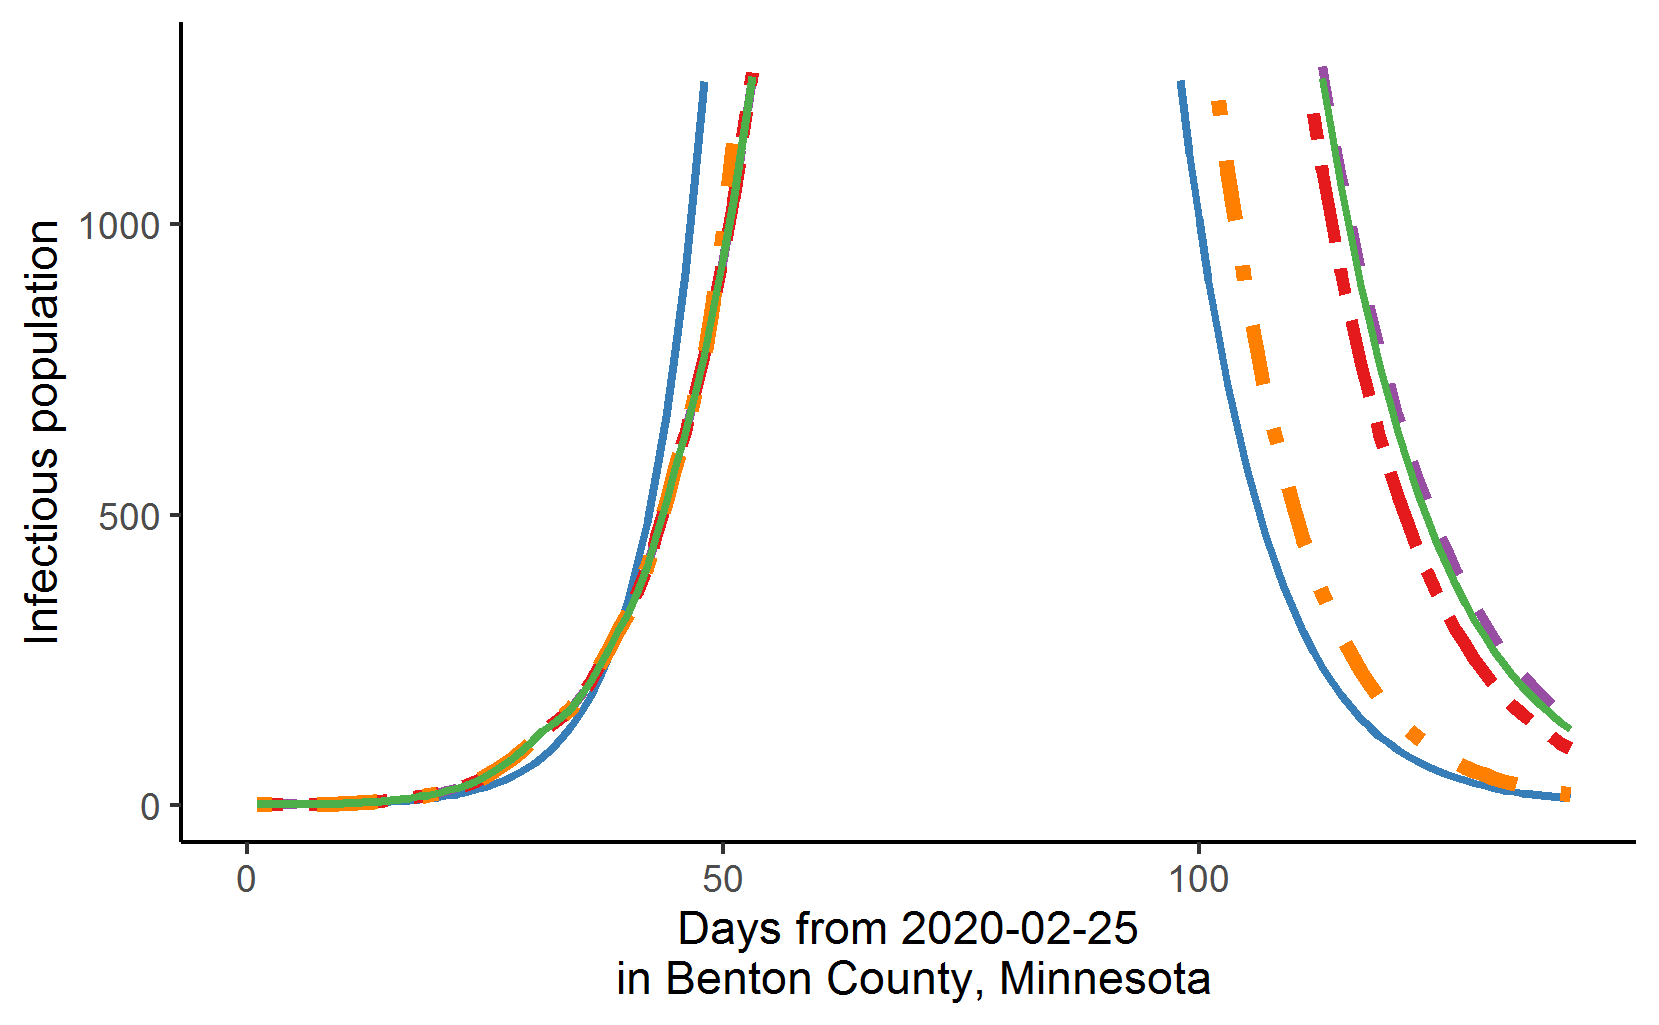 Infectious population
1000
500
0
0 50 100
Days from 2020-02-25
in Benton County, Minnesota